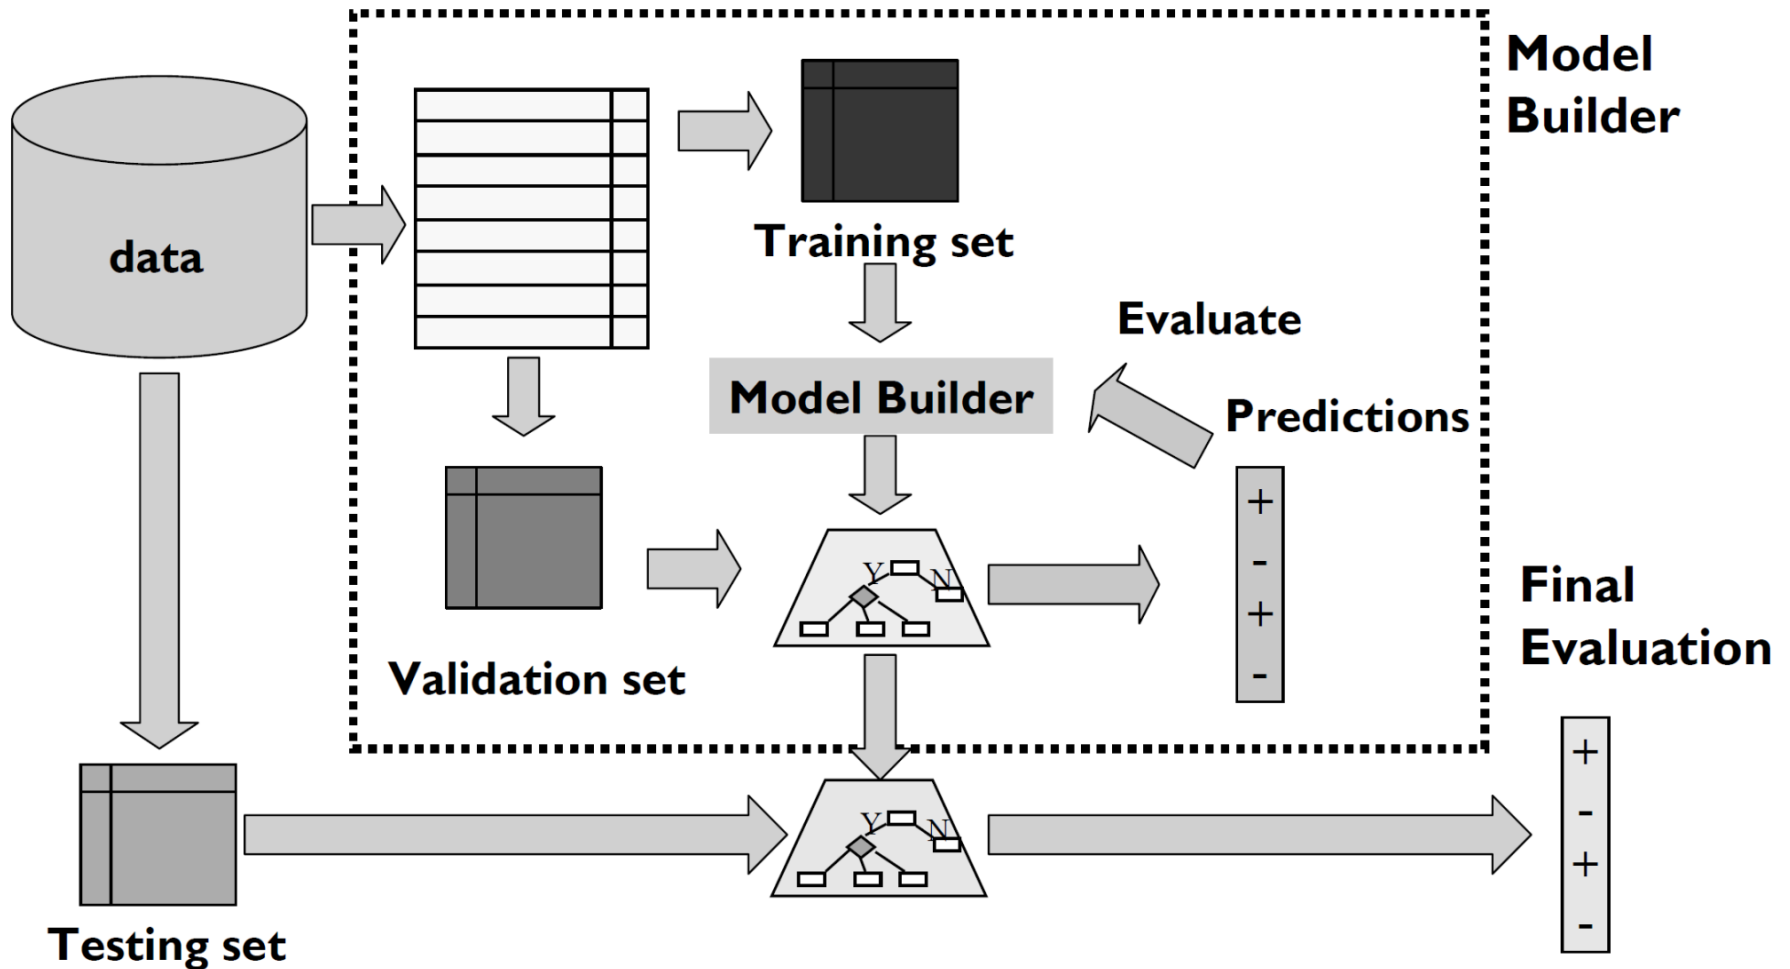 Model
Builder
data
Training set
Evaluate
Model Builder
Predictions
+
-
+
-
Y
N
Validation set
Final
Evaluation
Y
N
+
-
+
-
Testing set